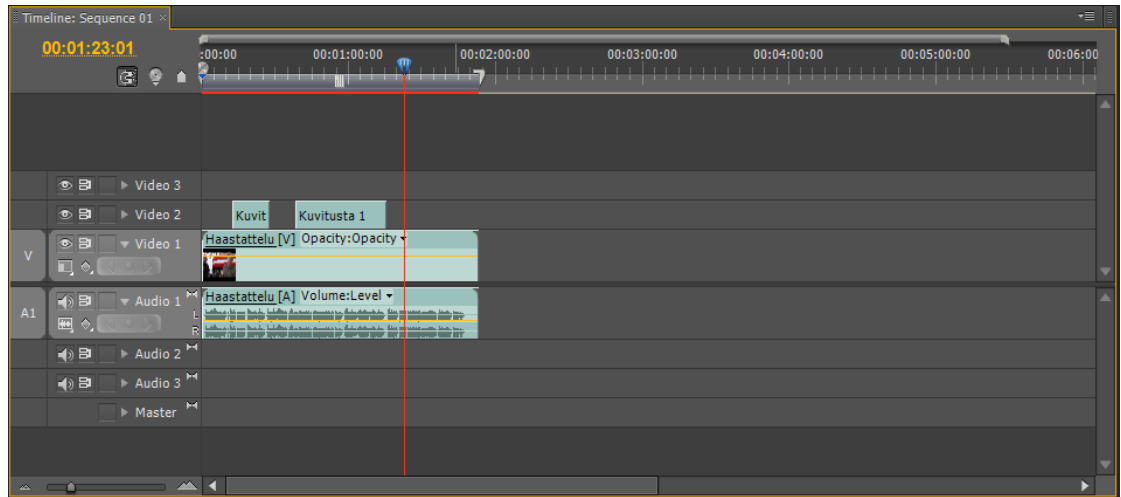 Timeline: Sequence 01 ×
00:01:23:01
:00:00 00:01:00:00 00:02:00:00 00:03:00:00 00:04:00:00 00:05:00:00 00:06:00
Video 3
Video 2 Kuvit Kuvitusta 1
V Video 1 Haastattelu [V] Opacity:Opacity
A1 Audio 1 Haastattelu [A] Volume:Level
L
R
Audio 2
Audio 3
Master